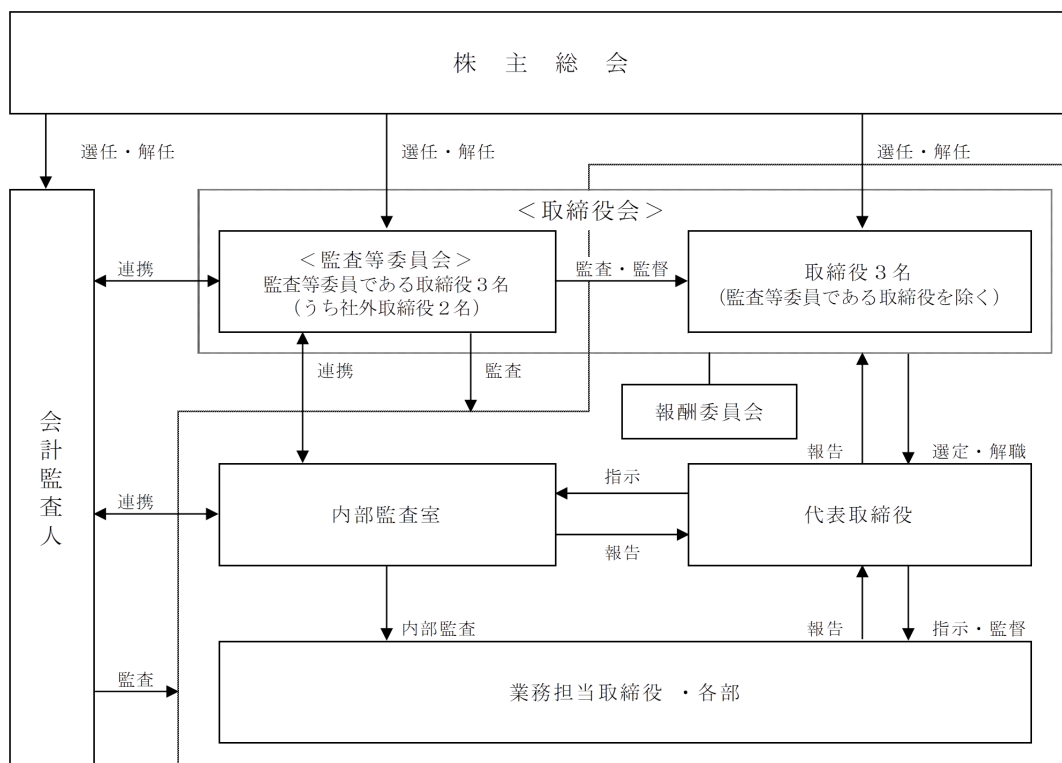 株主総会
選任・解任
選任・解任
選任・解任
＜取締役会＞
＜監査等委員会＞
監査等委員である取締役３名
（うち社外取締役２名）
監査・監督
取締役３名
（監査等委員である取締役を除く）
連携
連携
監査
報酬委員会
報告
選定・解職
会計監査人
連携
内部監査室
指示
報告
代表取締役
内部監査
報告
指示・監督
監査
業務担当取締役 ・各部